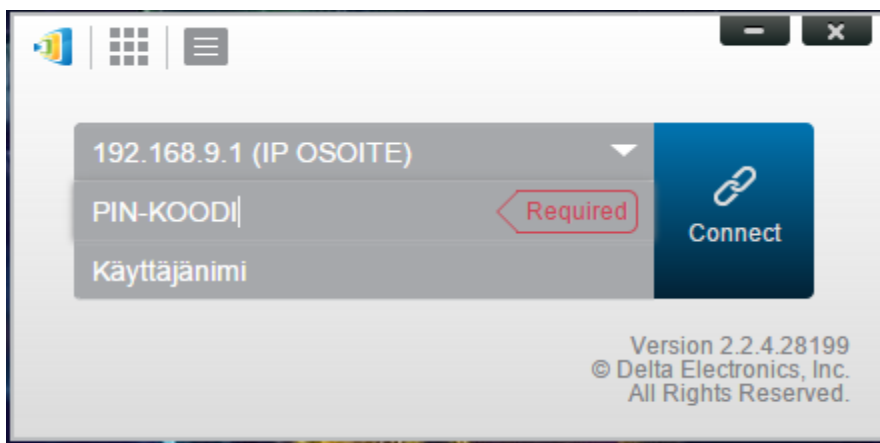 192.168.9.1 (IP OSOITE)
PIN-KOODI
Required
Käyttäjänimi
Connect
Version 2.2.4.28199
© Delta Electronics, Inc.
All Rights Reserved.